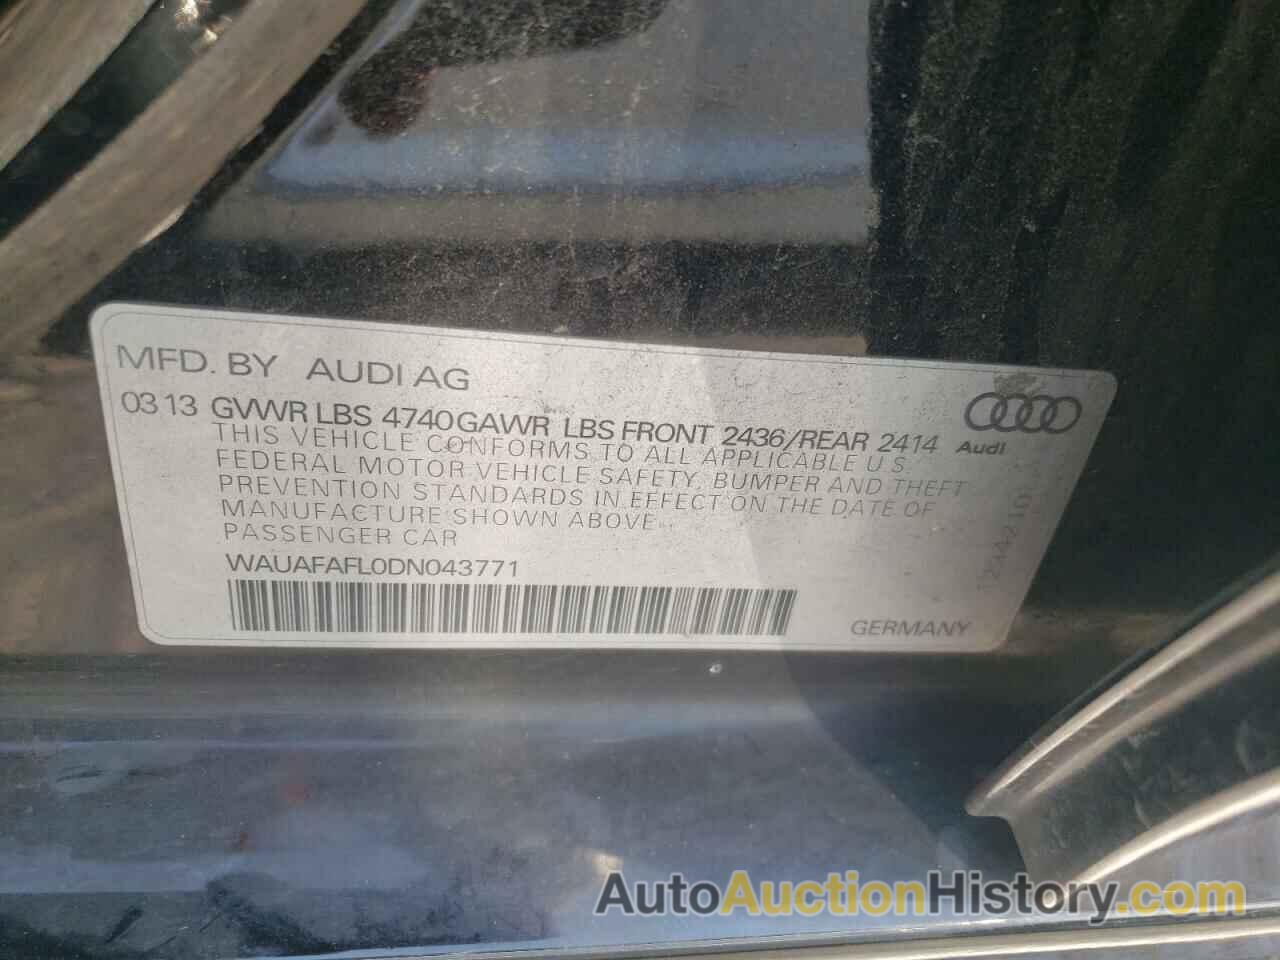 MFD. BY AUDI AG
03 13 GVWR LBS 4740 GAWR LBS FRONT 2436/REAR 2414
THIS VEHICLE CONFORMS TO ALL APPLICABLE U.S.
FEDERAL MOTOR VEHICLE SAFETY, BUMPER AND THEFT
PREVENTION STANDARDS IN EFFECT ON THE DATE OF
MANUFACTURE SHOWN ABOVE.
PASSENGER CAR
WAUAFAFL0DN043771
Audi
GERMANY
AutoAuctionHistory.com